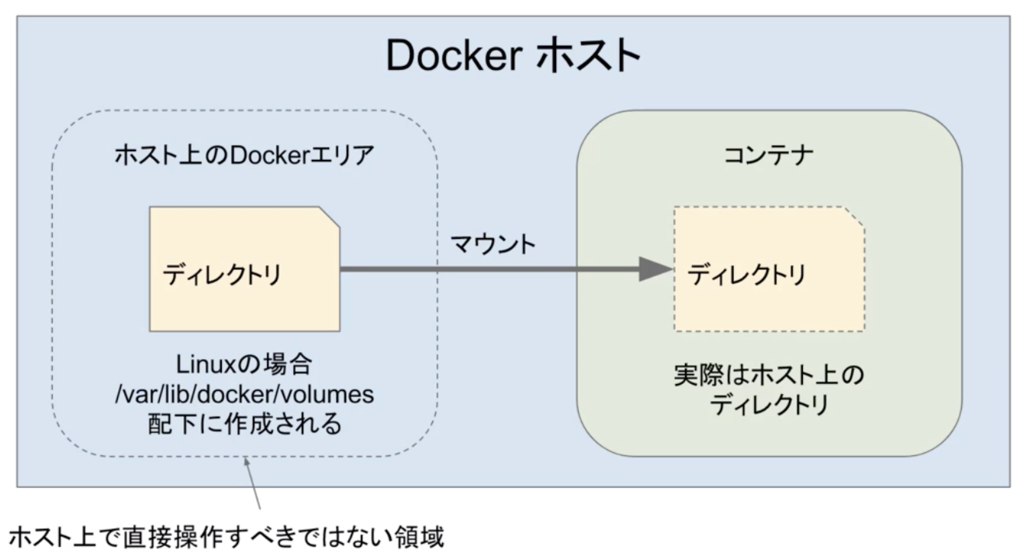 Docker ホスト
ホスト上のDockerエリア
ディレクトリ
Linuxの場合
/var/lib/docker/volumes
配下に作成される
マウント
コンテナ
ディレクトリ
実際はホスト上の
ディレクトリ
ホスト上で直接操作すべきではない領域